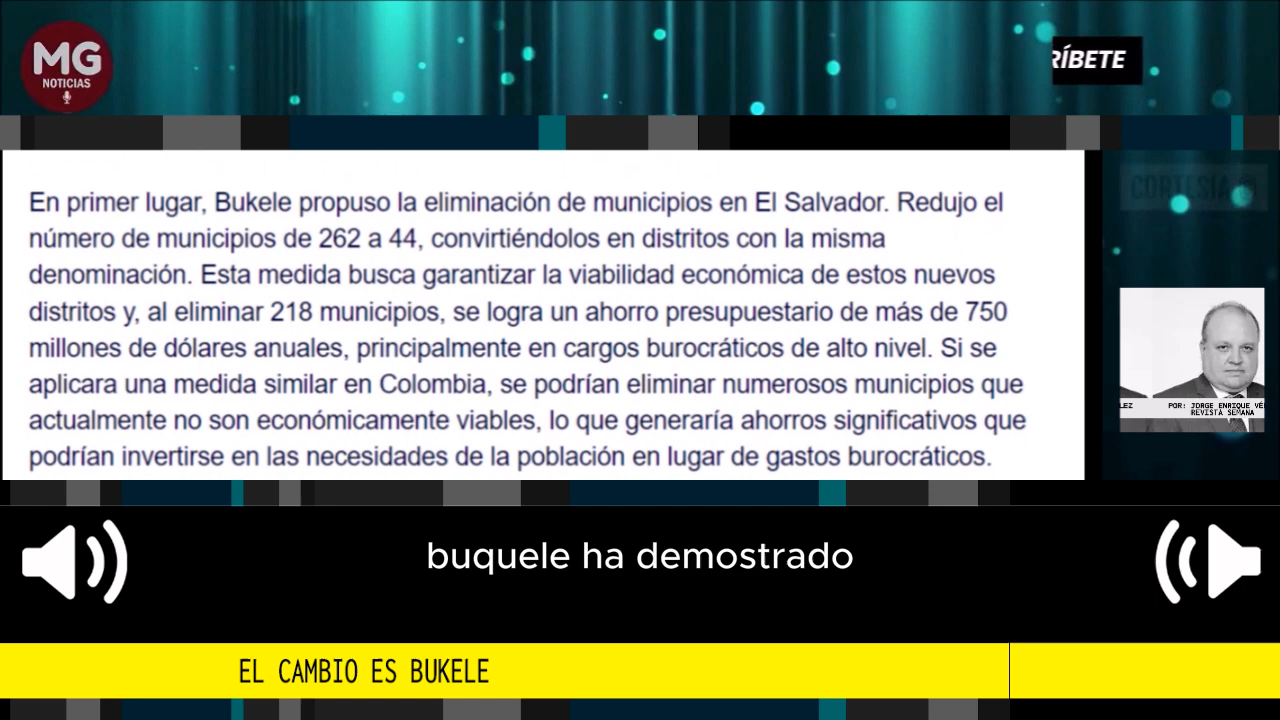 MG
NOTICIAS
RÍBETE
CORTESIA
En primer lugar, Bukele propuso la eliminación de municipios en El Salvador. Redujo el
número de municipios de 262 a 44, convirtiéndolos en distritos con la misma
denominación. Esta medida busca garantizar la viabilidad económica de estos nuevos
distritos y, al eliminar 218 municipios, se logra un ahorro presupuestario de más de 750
millones de dólares anuales, principalmente en cargos burocráticos de alto nivel. Si se
aplicara una medida similar en Colombia, se podrían eliminar numerosos municipios que
actualmente no son económicamente viables, lo que generaría ahorros significativos que
podrían invertirse en las necesidades de la población en lugar de gastos burocráticos.
LEZ POR: JORGE ENRIQUE VÉ
REVISTA SEMANA
buquele ha demostrado
EL CAMBIO ES BUKELE